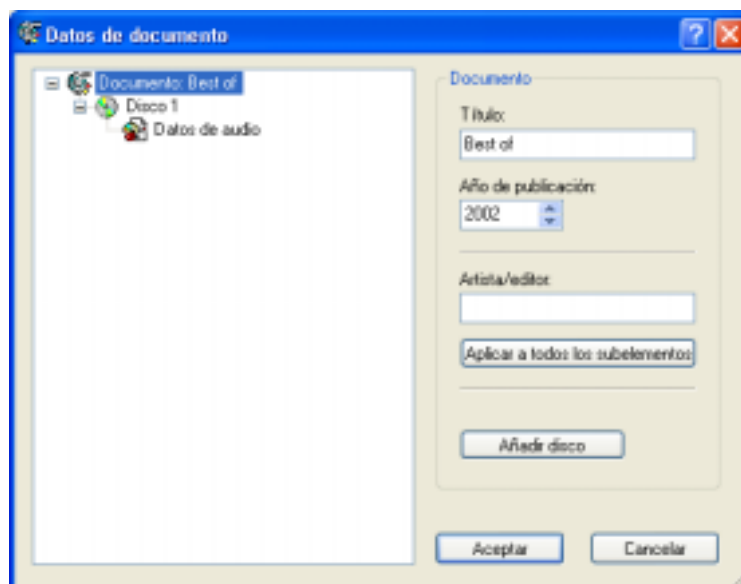 Datos de documento
Documento: Best of
Disco 1
Datos de audio
Documento
Título:
Best of
Año de publicación:
2002
Artista/editor:
Aplicar a todos los subelementos
Añadir disco
Aceptar
Cancelar